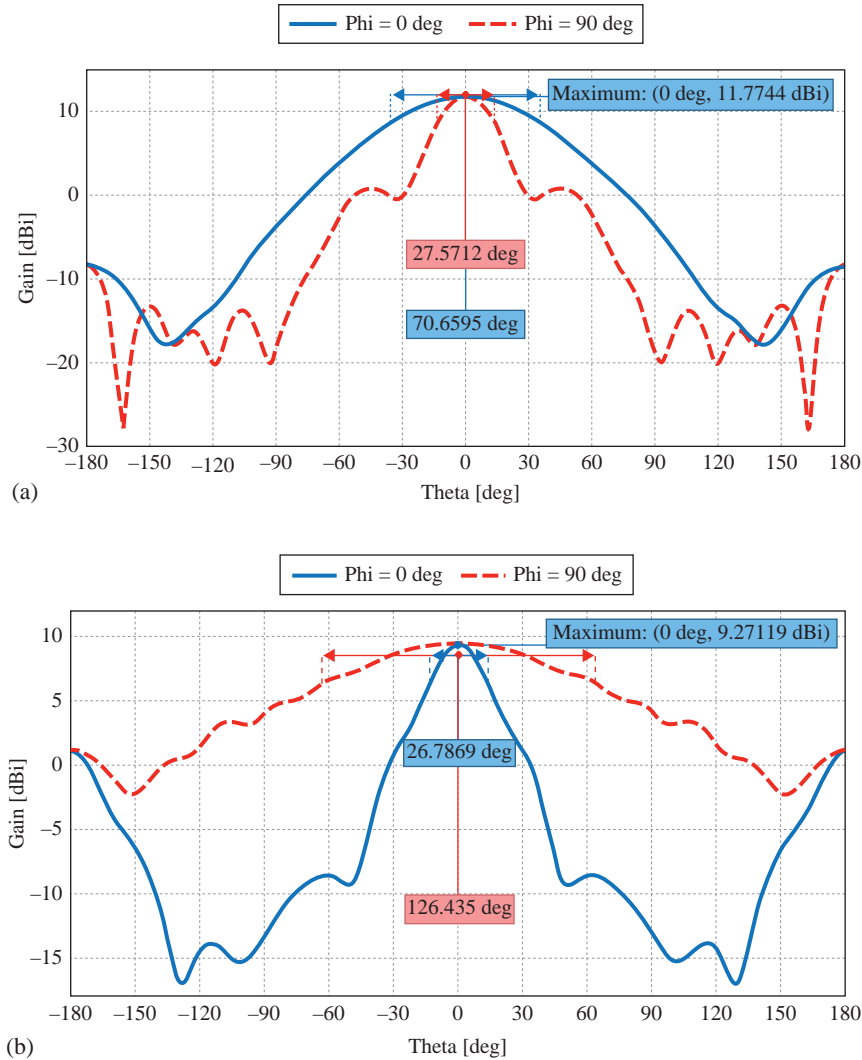 Phi = 0 deg   Phi = 90 deg
Gain [dBi]
10
0
–10
–20
–30
Maximum: (0 deg, 11.7744 dBi)
27.5712 deg
70.6595 deg
–180 –150 –120 –90 –60 –30 0 30 60 90 120 150 180
Theta [deg]
(a)
Phi = 0 deg   Phi = 90 deg
Gain [dBi]
10
5
0
–5
–10
–15
Maximum: (0 deg, 9.27119 dBi)
26.7869 deg
126.435 deg
–180 –150 –120 –90 –60 –30 0 30 60 90 120 150 180
Theta [deg]
(b)